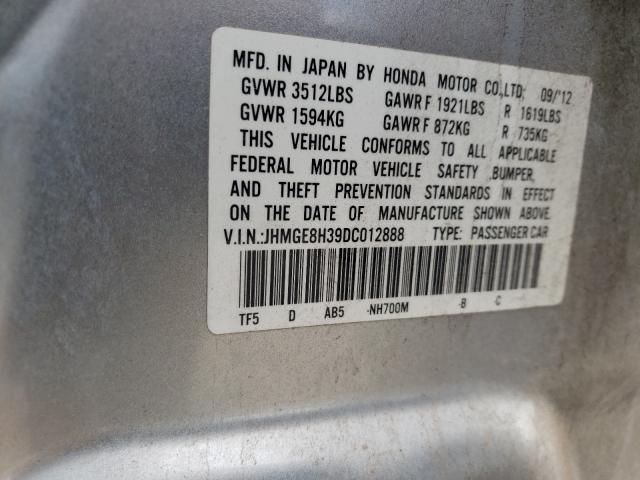 MFD. IN JAPAN BY HONDA MOTOR CO.,LTD. 09/'12
GVWR 3512LBS GAWR F 1921LBS R 1619LBS
GVWR 1594KG GAWR F 872KG R 735KG
THIS VEHICLE CONFORMS TO ALL APPLICABLE
FEDERAL MOTOR VEHICLE SAFETY ,BUMPER,
AND THEFT PREVENTION STANDARDS IN EFFECT
ON THE DATE OF MANUFACTURE SHOWN ABOVE.
V.I.N.:JHMGE8H39DC012888 TYPE: PASSENGER CAR
TF5 D AB5 -NH700M -B -C